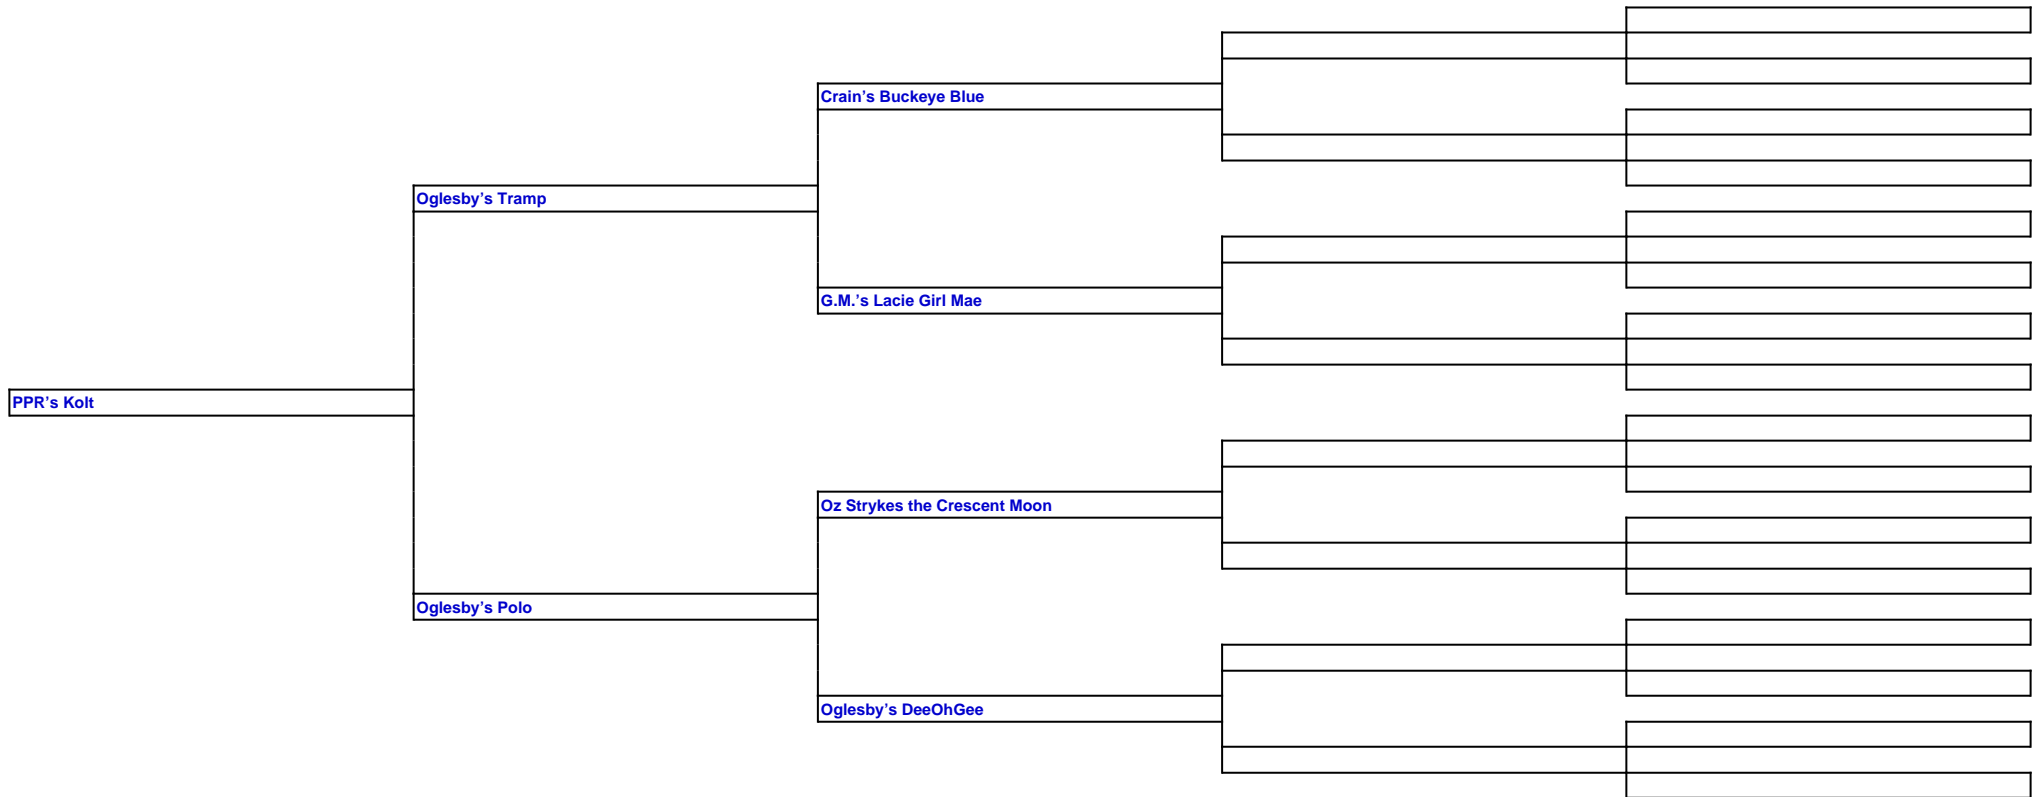 Crain’s Buckeye Blue
Oglesby’s Tramp
G.M.’s Lacie Girl Mae
PPR’s Kolt
Oz Strykes the Crescent Moon
Oglesby’s Polo
Oglesby’s DeeOhGee